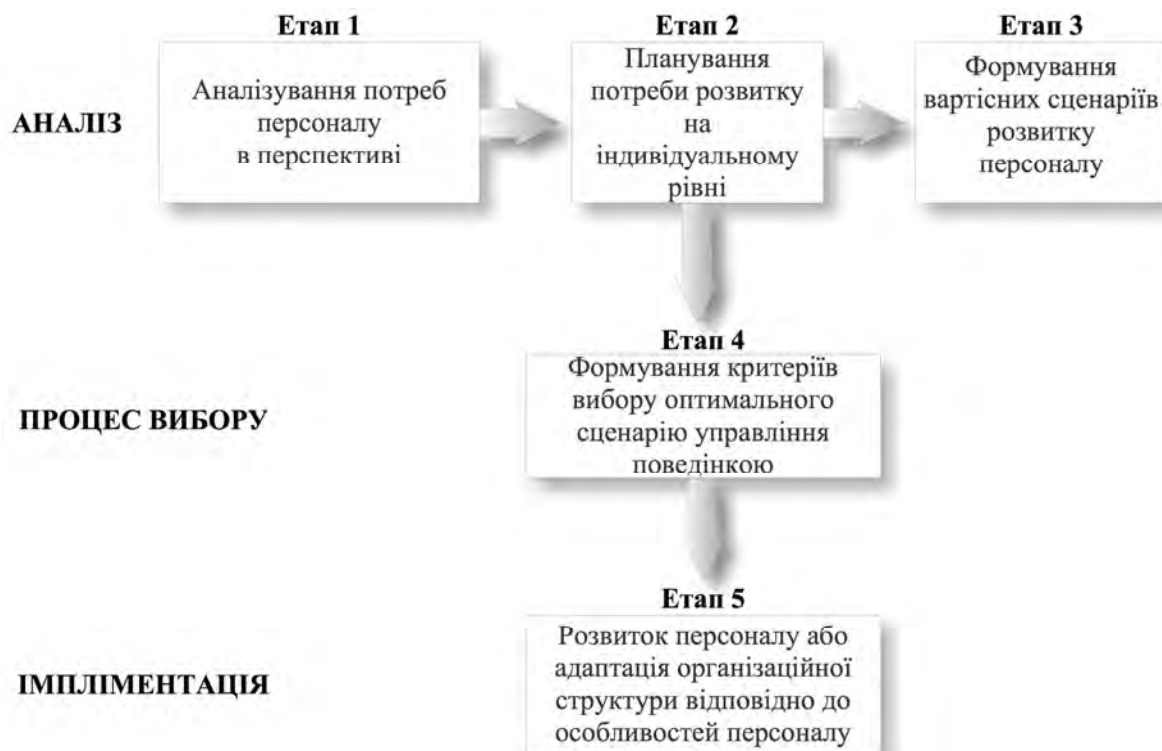 Етап 1
Аналізування потреб
персоналу
в перспективі
Етап 2
Планування
потреби розвитку
на
індивідуальному
рівні
Етап 3
Формування
вартісних сценаріїв
розвитку
персоналу
АНАЛІЗ
Етап 4
Формування критеріїв
вибору оптимального
сценарію управління
поведінкою
ПРОЦЕС ВИБОРУ
Етап 5
Розвиток персоналу або
адаптація організаційної
структури відповідно до
особливостей персоналу
ІМПЛІМЕНТАЦІЯ